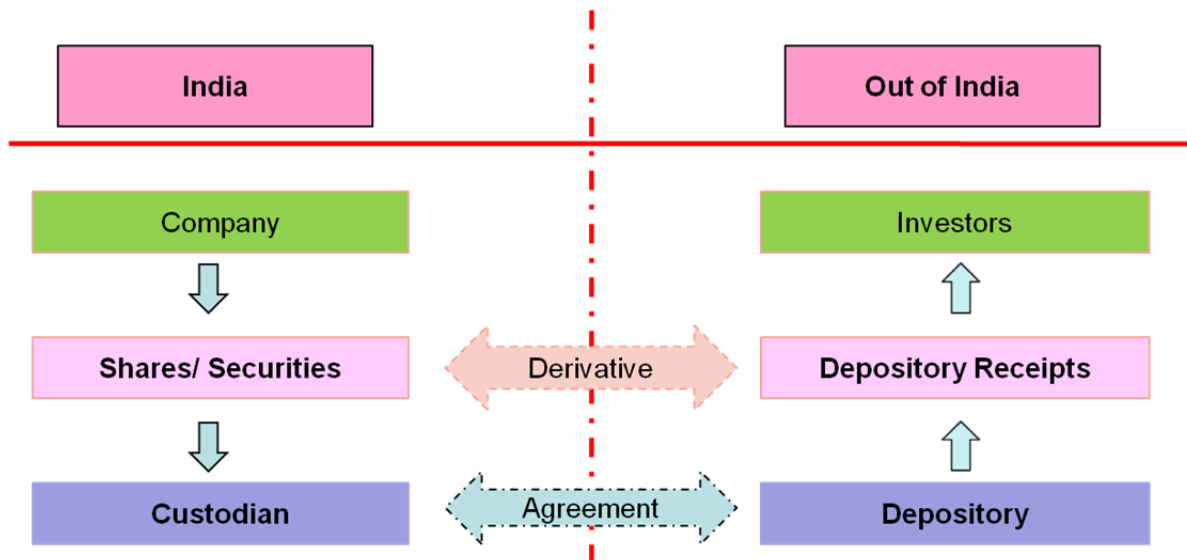 India
Out of India
Company
Investors
Shares/ Securities
Derivative
Depository Receipts
Custodian
Agreement
Depository